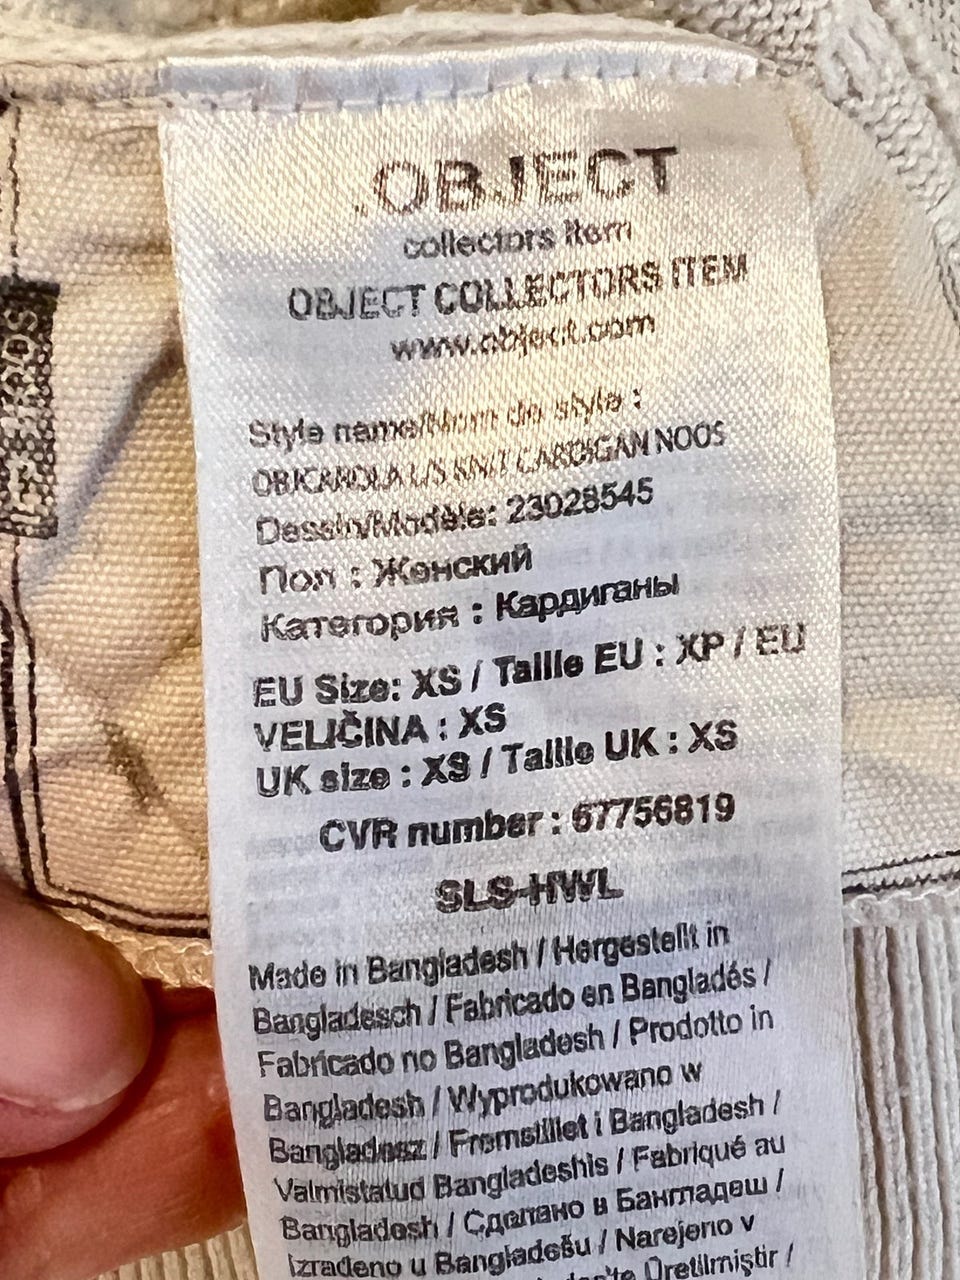 .OBJECT
collectors item
OBJECT COLLECTORS ITEM
www.object.com
Style name/Nom de style :
OBJCAROLA L/S KNIT CARDIGAN NOOS
Dessin/Modèle: 23028545
Пол : Женский
Категория : Кардиганы
EU Size: XS / Taille EU : XP / EU
VELIČINA : XS
UK size : XS / Taille UK : XS
CVR number : 67756819
SLS-HWL
Made in Bangladesh / Hergestellt in
Bangladesch / Fabricado en Bangladés /
Fabricado no Bangladesh / Prodotto in
Bangladesh / Wyprodukowano w
Bangladesz / Fremstillet i Bangladesh /
Valmistatud Bangladeshis / Fabriqué au
Bangladesh / Сделано в Бангладеш /
Izrađeno u Bangladešu / Narejeno v
Üretilmiştir /